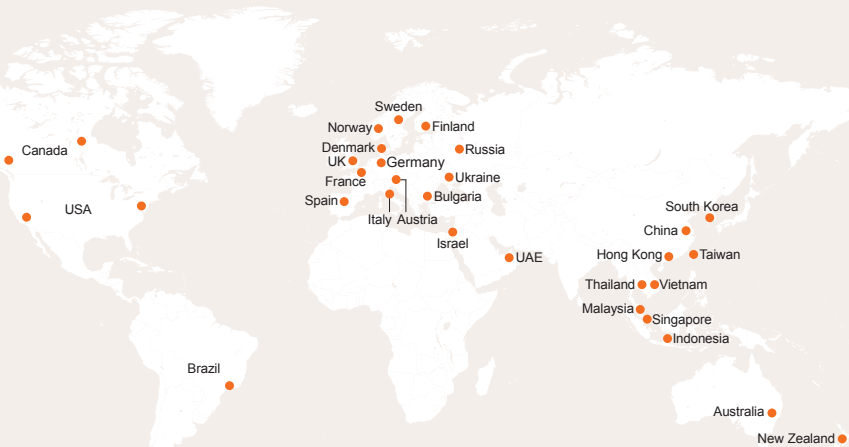 Sweden
Norway
Finland
Denmark
Russia
Canada
UK
Germany
France
Ukraine
Spain
Bulgaria
USA
South Korea
Italy
Austria
China
Israel
Hong Kong
Taiwan
UAE
Thailand
Vietnam
Malaysia
Singapore
Indonesia
Brazil
Australia
New Zealand